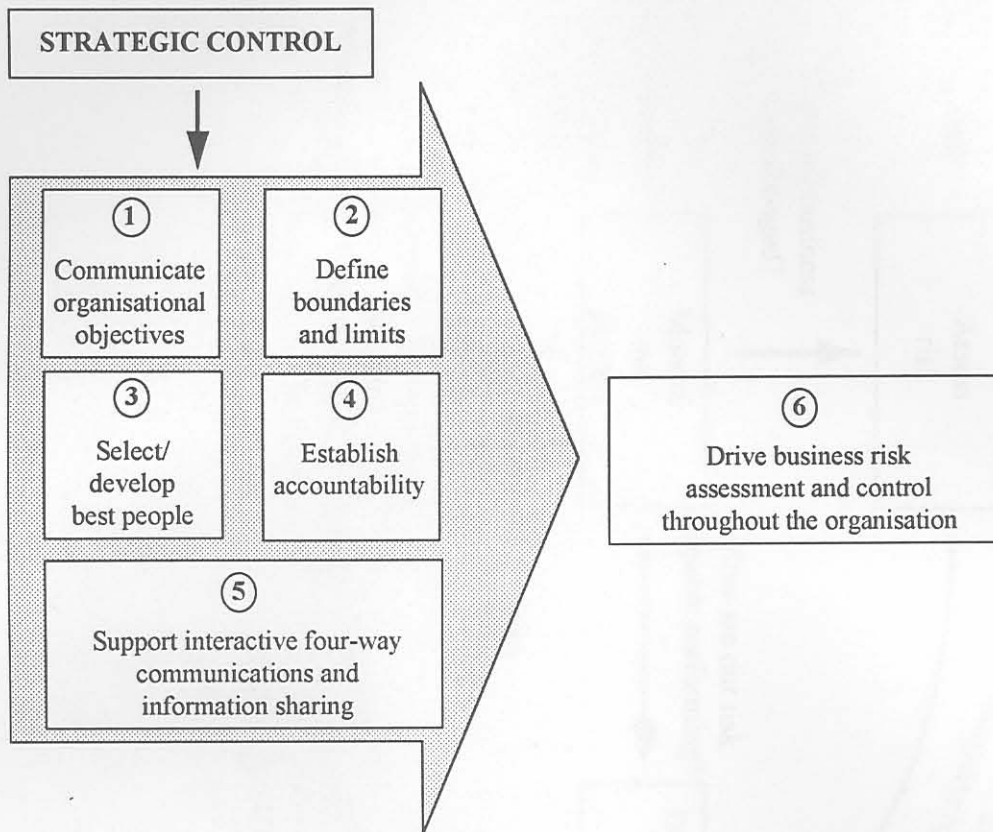 STRATEGIC CONTROL
1
Communicate
organisational
objectives
2
Define
boundaries
and limits
3
Select/
develop
best people
4
Establish
accountability
5
Support interactive four-way
communications and
information sharing
6
Drive business risk
assessment and control
throughout the organisation